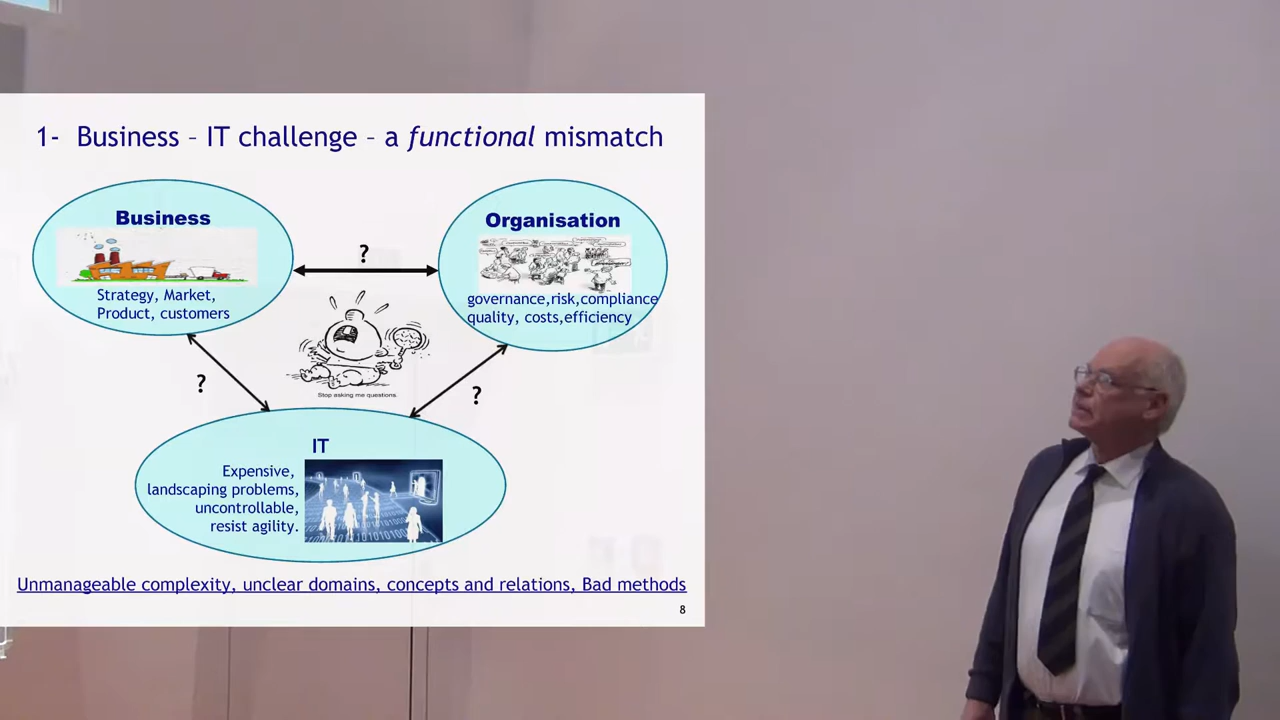 1- Business – IT challenge – a functional mismatch
Business
Strategy, Market,
Product, customers
?
Organisation
governance,risk,compliance
quality, costs,efficiency
Stop asking me questions.
?
?
IT
Expensive,
landscaping problems,
uncontrollable,
resist agility.
Unmanageable complexity, unclear domains, concepts and relations, Bad methods
8